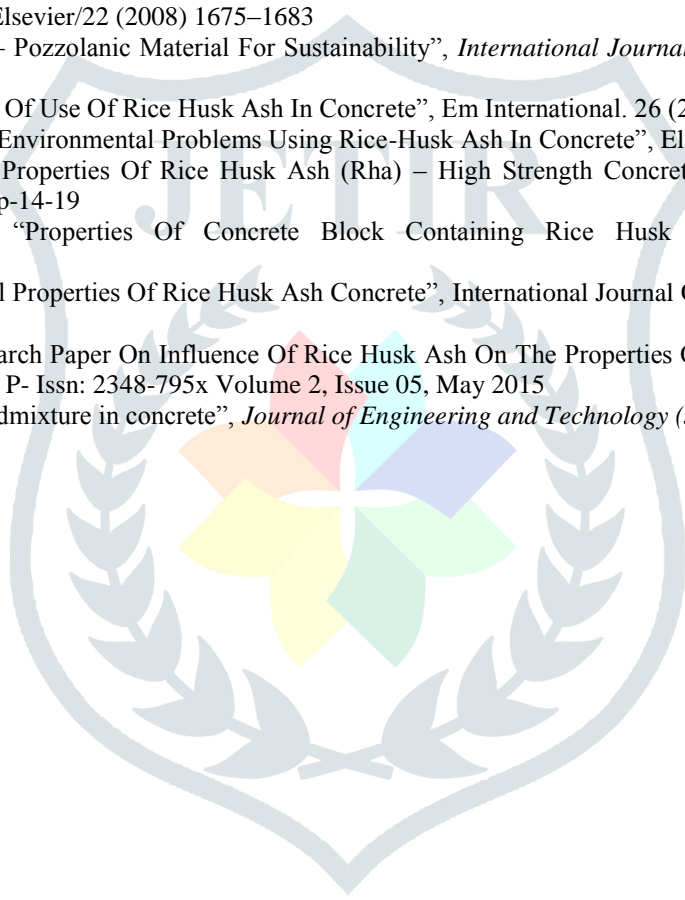 Elsevier/22 (2008) 1675–1683
– Pozzolanic Material For Sustainability”, International Journal
Of Use Of Rice Husk Ash In Concrete”, Em International. 26 (2
Environmental Problems Using Rice-Husk Ash In Concrete”, El
Properties Of Rice Husk Ash (Rha) – High Strength Concret
p-14-19
“Properties Of Concrete Block Containing Rice Husk
l Properties Of Rice Husk Ash Concrete”, International Journal
arch Paper On Influence Of Rice Husk Ash On The Properties
P- Issn: 2348-795x Volume 2, Issue 05, May 2015
dmixture in concrete”, Journal of Engineering and Technology (
JETIR